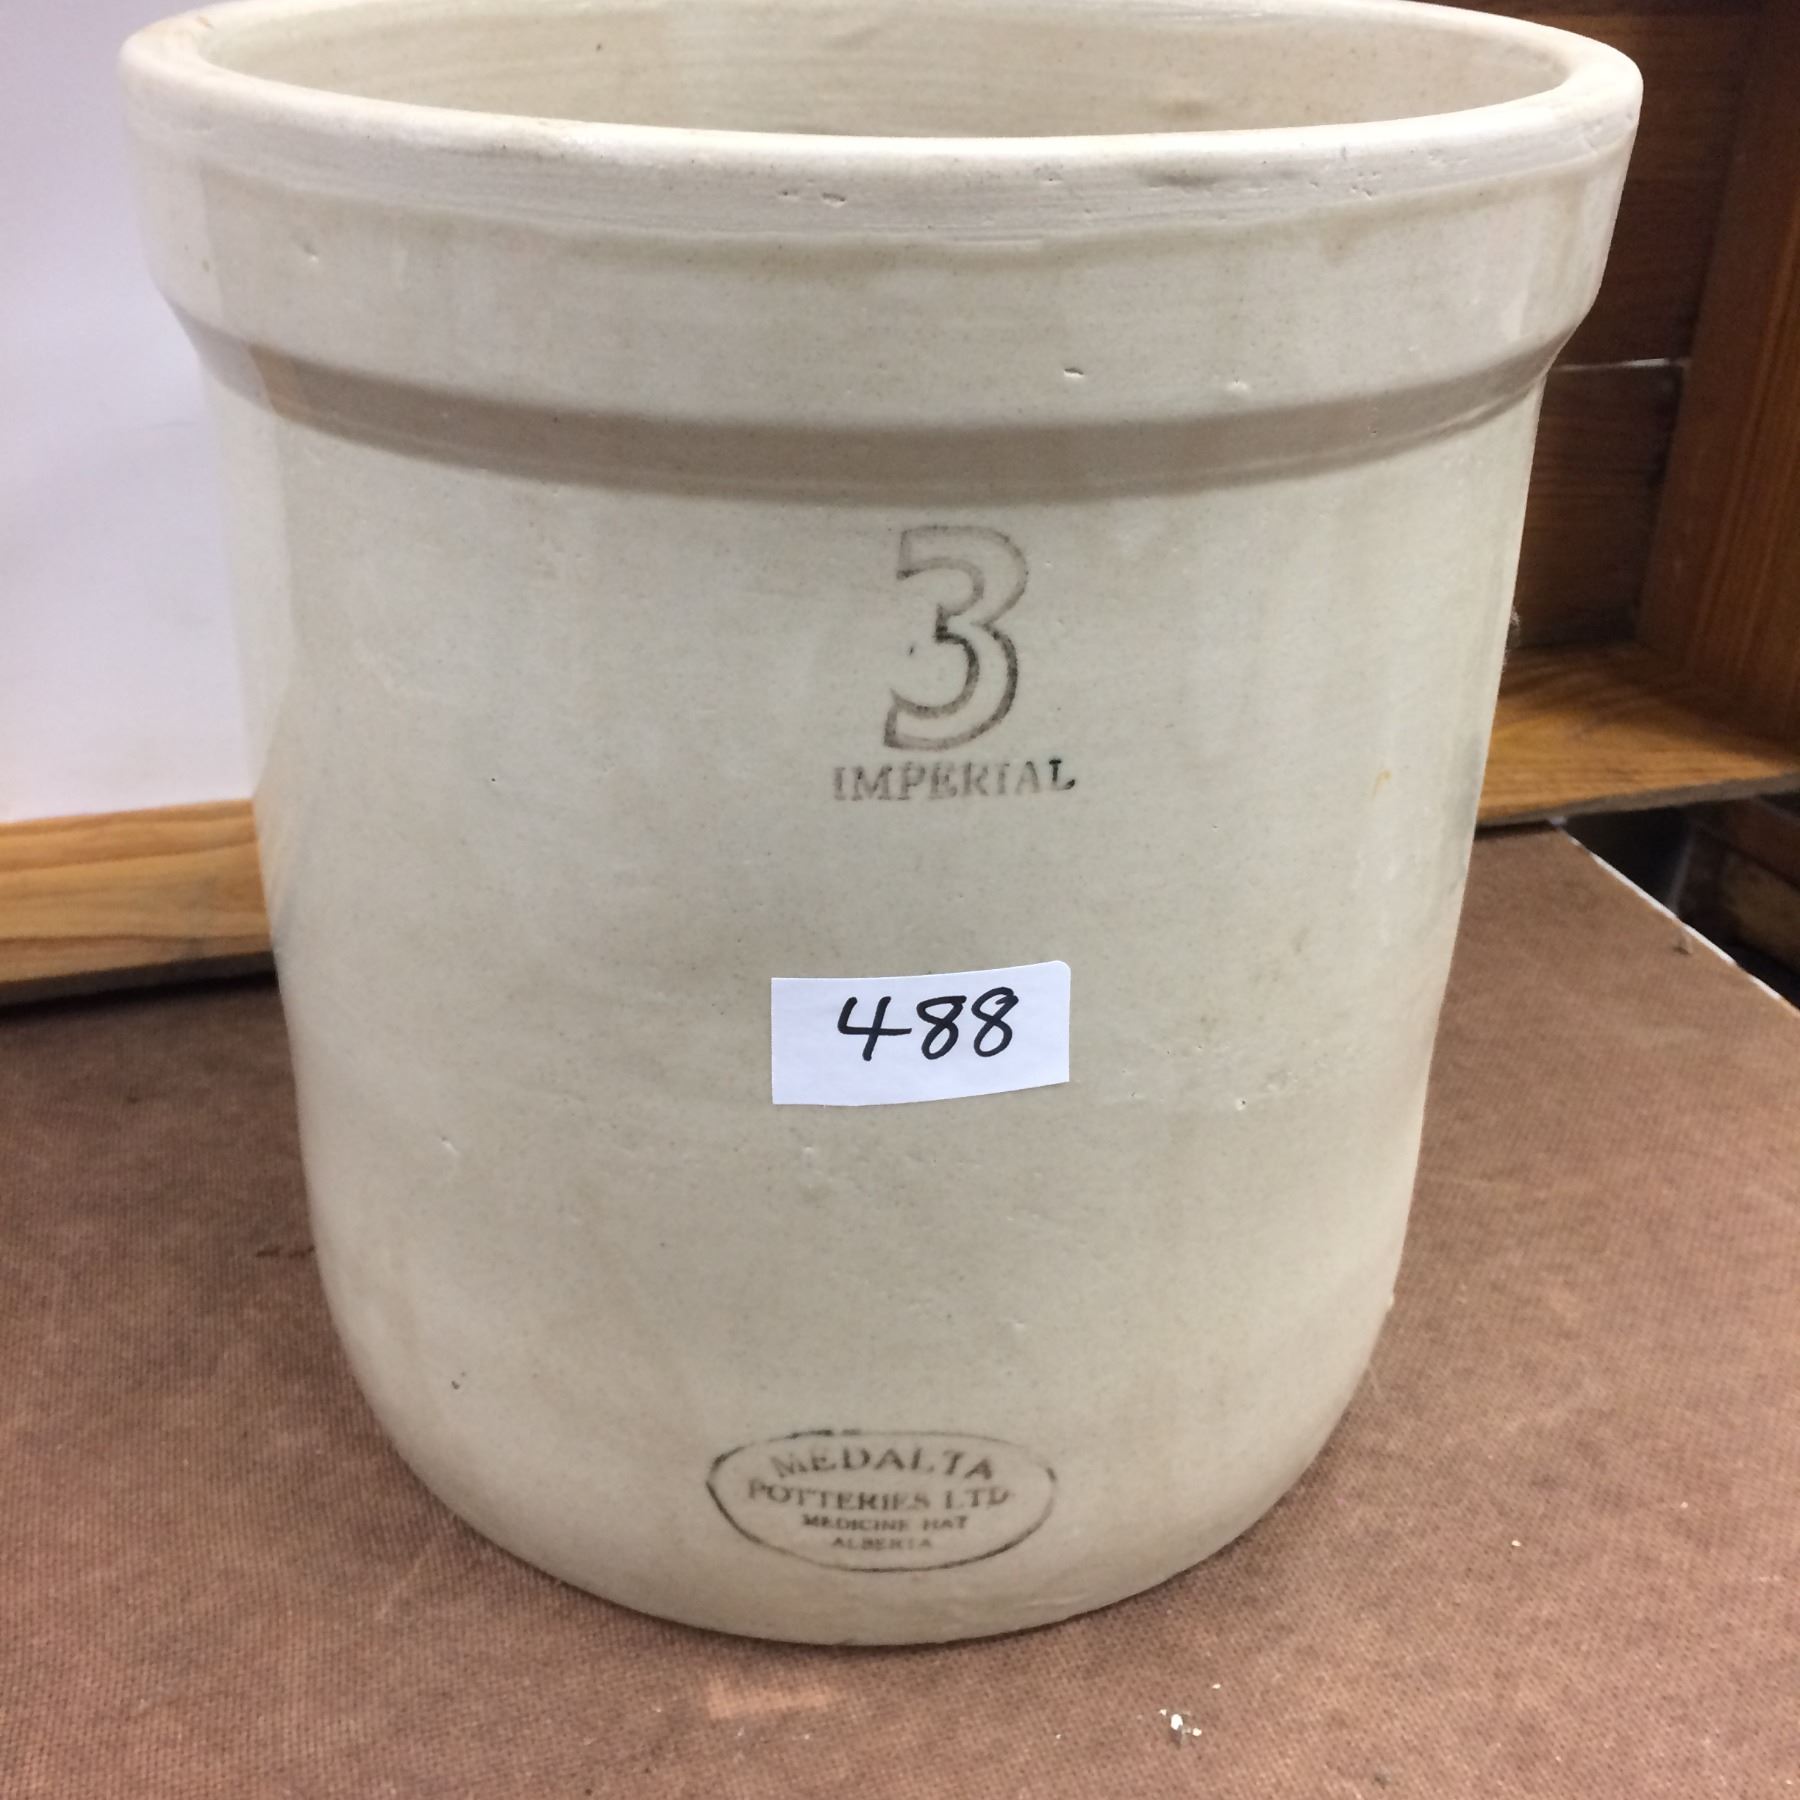 3
IMPERIAL
488
MEDALTA
POTTERIES LTD.
MEDICINE HAT
ALBERTA